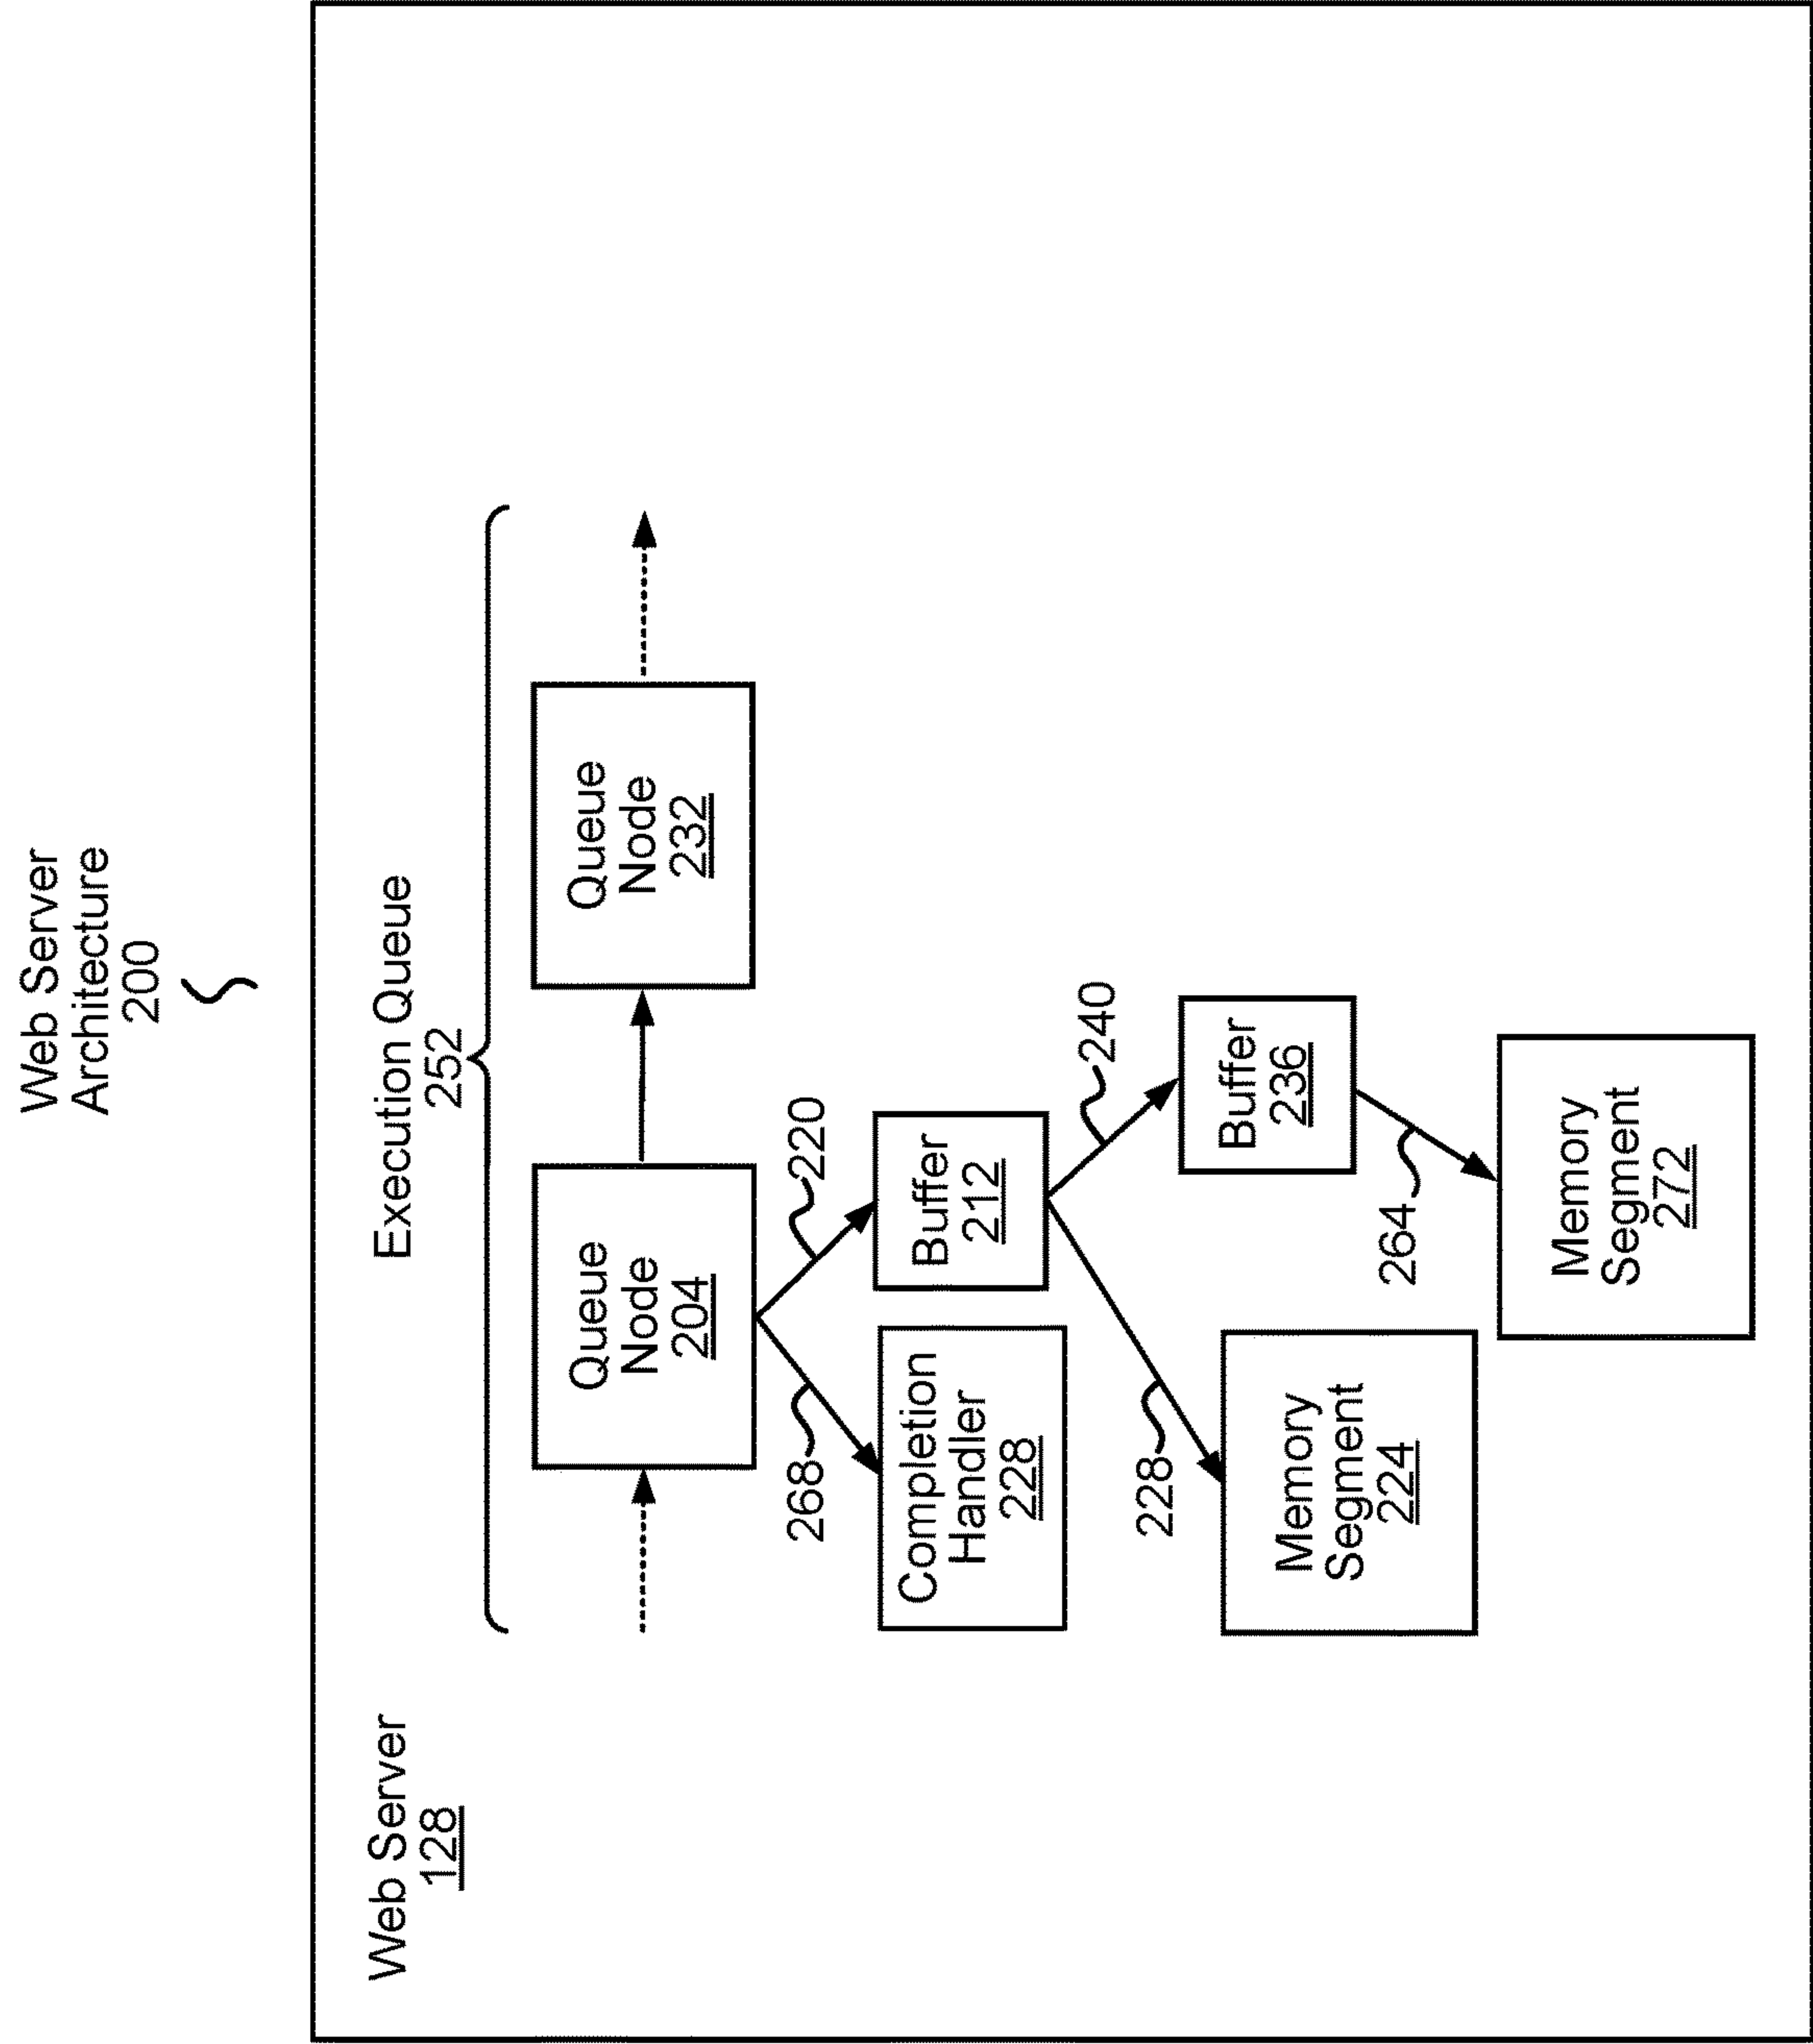 Web Server
Architecture
200
Web Server
128
Execution Queue
252
Queue
Node
204
Queue
Node
232
268
220
Completion
Handler
228
Buffer
212
228
240
Memory
Segment
224
Buffer
236
264
Memory
Segment
272